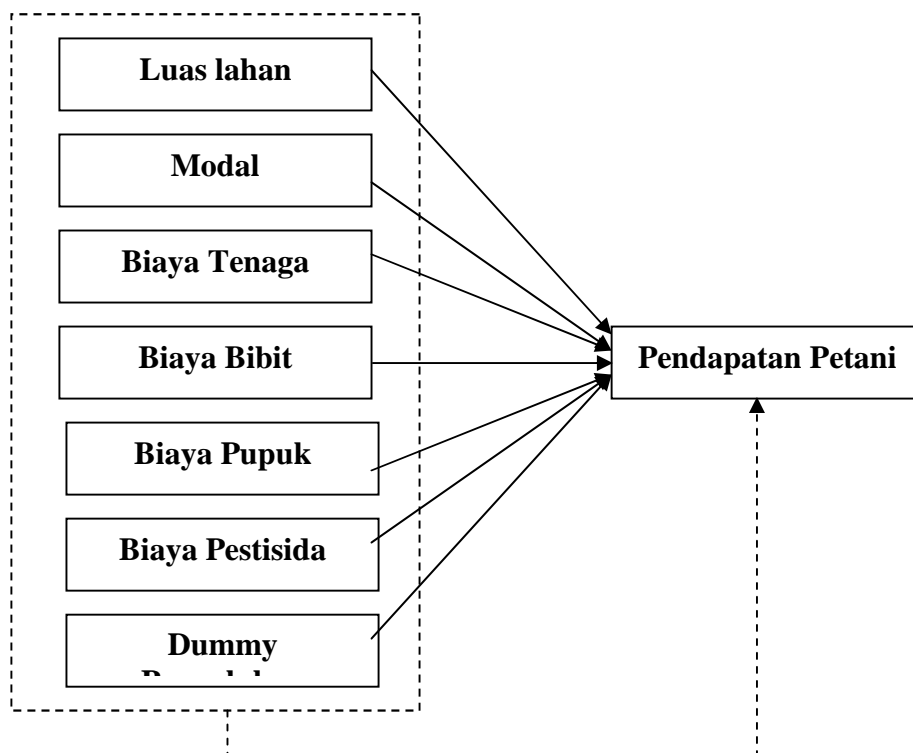 Luas lahan
Modal
Biaya Tenaga
Biaya Bibit
Pendapatan Petani
Biaya Pupuk
Biaya Pestisida
Dummy